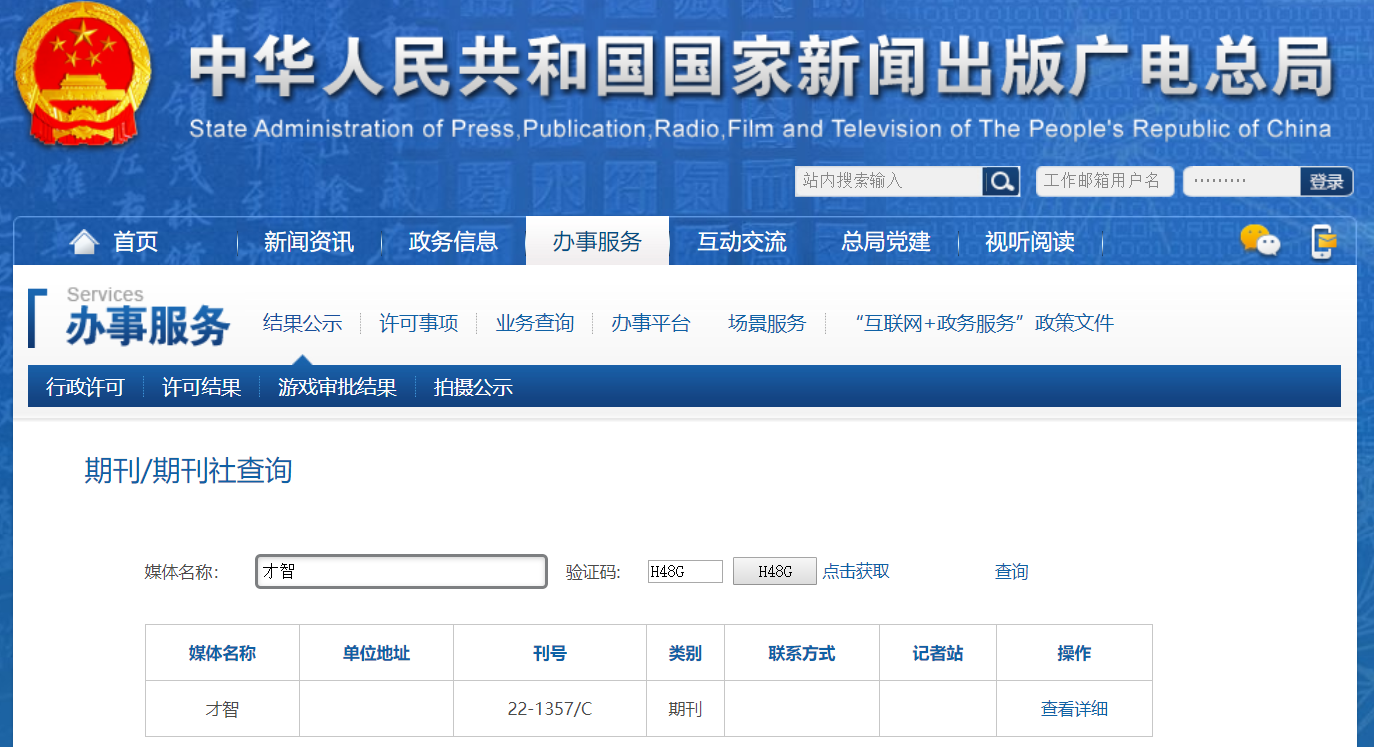 中华人民共和国国家新闻出版广电总局
State Administration of Press,Publication,Radio,Film and Television of The People's Republic of China
站内搜索输入 工作邮箱用户名 ········· 登录
首页 新闻资讯 政务信息 办事服务 互动交流 总局党建 视听阅读
Services
办事服务 结果公示 许可事项 业务查询 办事平台 场景服务 “互联网+政务服务”政策文件
行政许可 许可结果 游戏审批结果 拍摄公示
期刊/期刊社查询
媒体名称: 才智 验证码: H48G H48G 点击获取 查询
媒体名称 单位地址 刊号 类别 联系方式 记者站 操作
才智 22-1357/C 期刊 查看详细